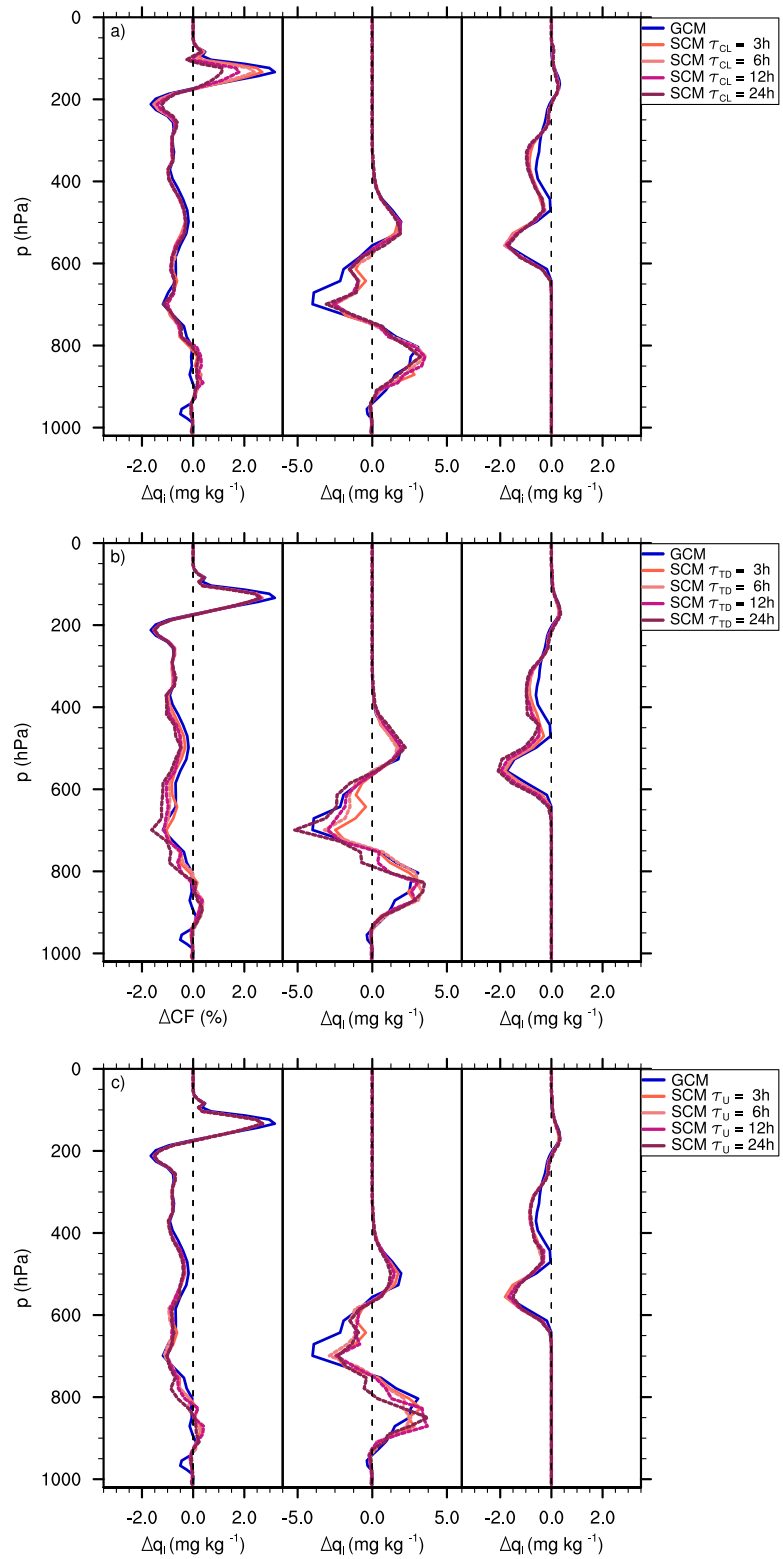 a)
GCM
SCM τCL = 3h
SCM τCL = 6h
SCM τCL = 12h
SCM τCL = 24h
0
200
400
600
800
1000
p (hPa)
-2.0 0.0 2.0 -5.0 0.0 5.0 -2.0 0.0 2.0
Δqi (mg kg -1) Δql (mg kg -1) Δqi (mg kg -1)
b)
GCM
SCM τTD = 3h
SCM τTD = 6h
SCM τTD = 12h
SCM τTD = 24h
0
200
400
600
800
1000
p (hPa)
-2.0 0.0 2.0 -5.0 0.0 5.0 -2.0 0.0 2.0
ΔCF (%) Δql (mg kg -1) Δql (mg kg -1)
c)
GCM
SCM τU = 3h
SCM τU = 6h
SCM τU = 12h
SCM τU = 24h
0
200
400
600
800
1000
p (hPa)
-2.0 0.0 2.0 -5.0 0.0 5.0 -2.0 0.0 2.0
Δql (mg kg -1) Δql (mg kg -1) Δql (mg kg -1)